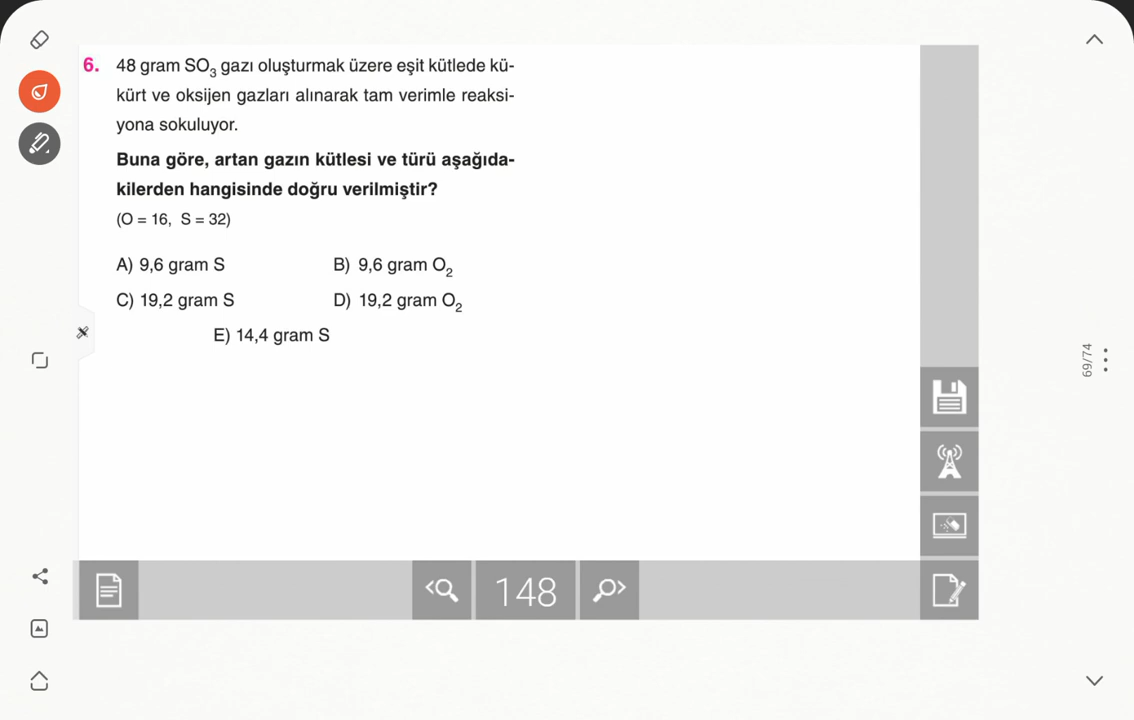 6. 48 gram SO₃ gazı oluşturmak üzere eşit kütlede kü-
kürt ve oksijen gazları alınarak tam verimle reaksi-
yona sokuluyor.
Buna göre, artan gazın kütlesi ve türü aşağıda-
kilerden hangisinde doğru verilmiştir?
(O = 16, S = 32)
A) 9,6 gram S B) 9,6 gram O₂
C) 19,2 gram S D) 19,2 gram O₂
E) 14,4 gram S
69/74
148